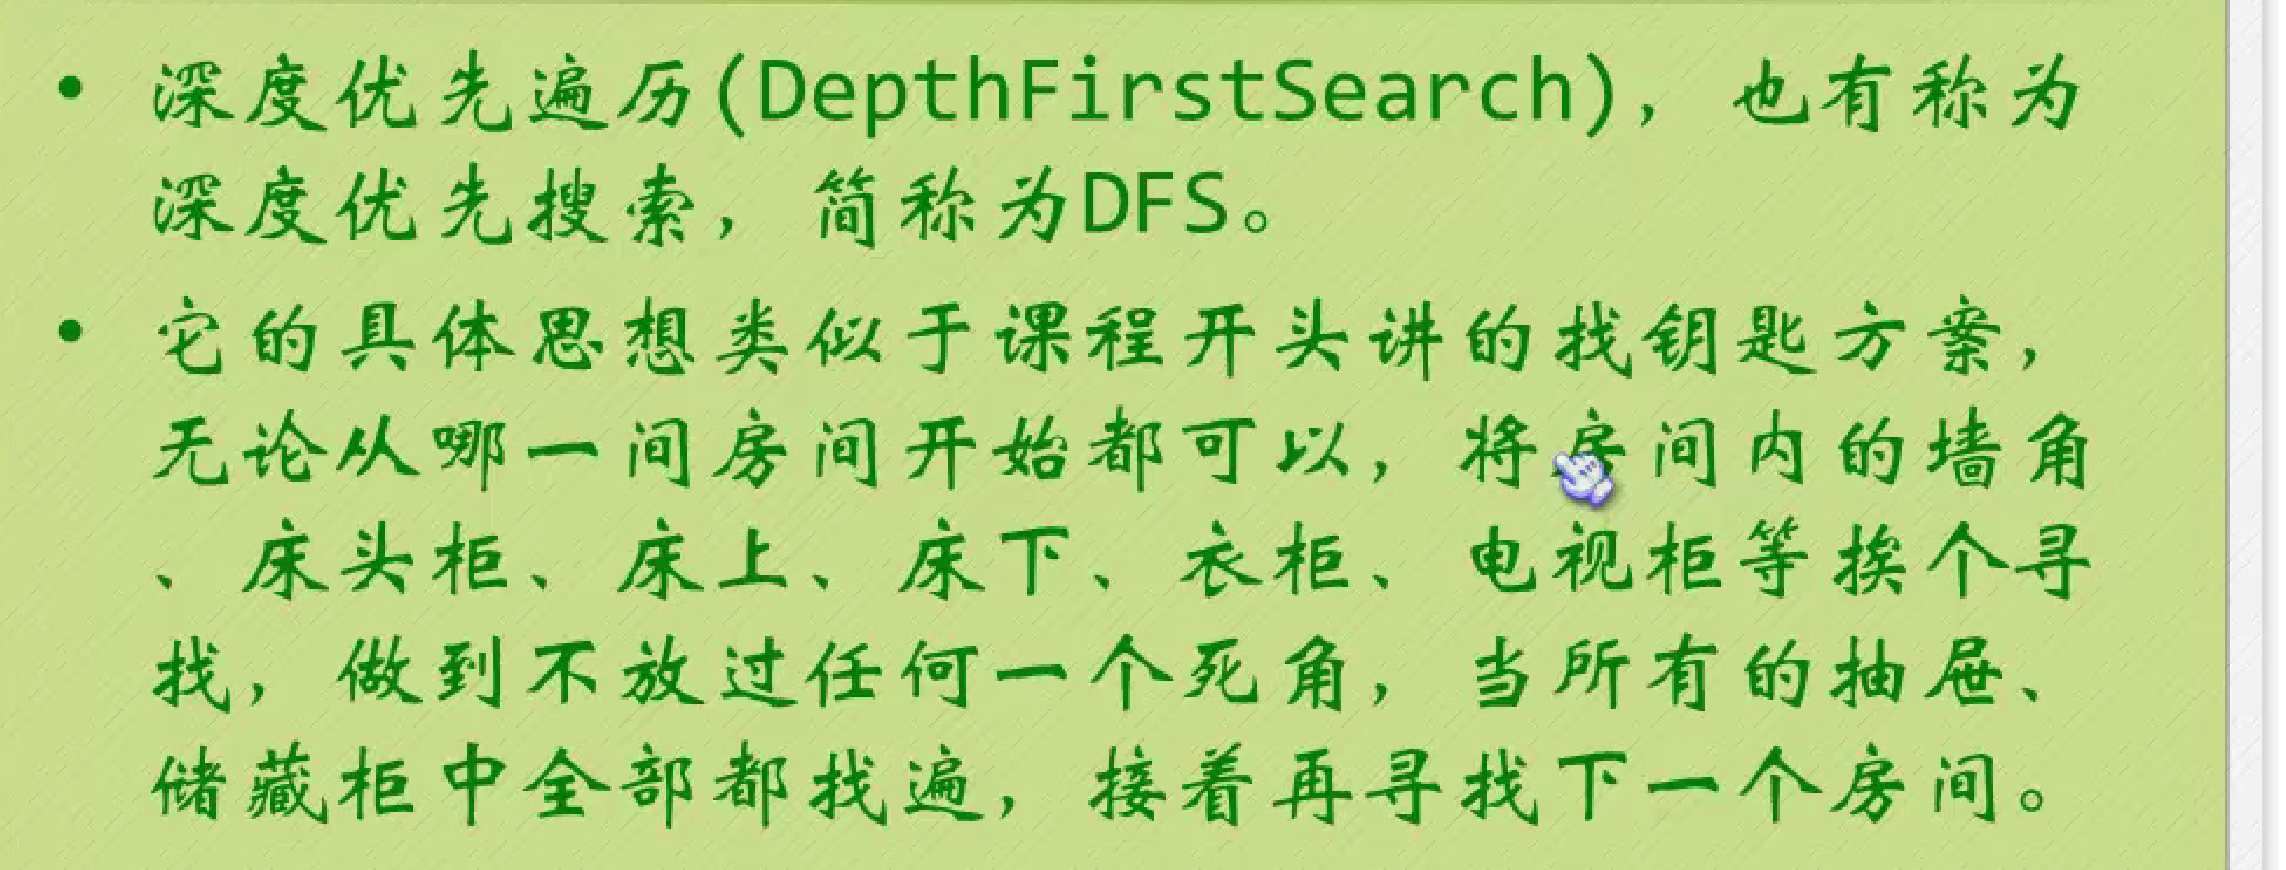 • 深度优先遍历(DepthFirstSearch)，也有称为
深度优先搜索，简称为DFS。
• 它的具体思想类似于课程开头讲的找钥匙方案，
无论从哪一间房间开始都可以，将房间内的墙角
、床头柜、床上、床下、衣柜、电视柜等挨个寻
找，做到不放过任何一个死角，当所有的抽屉、
储藏柜中全部都找遍，接着再寻找下一个房间。